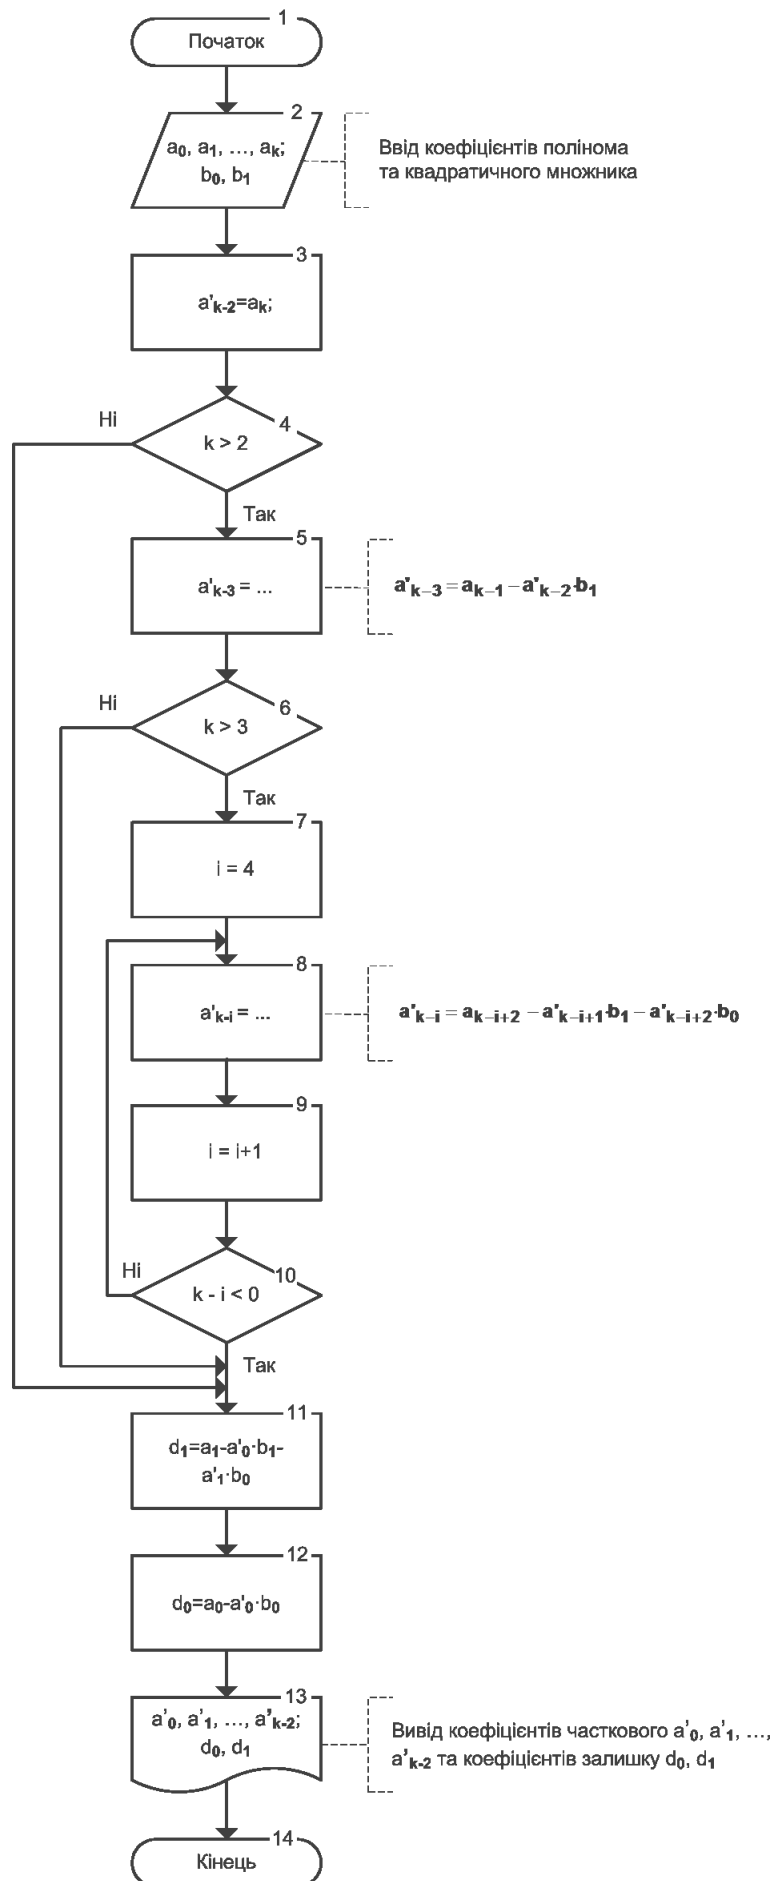 1
Початок
2
a₀, a₁, ..., aₖ;
b₀, b₁
Ввід коефіцієнтів полінома
та квадратичного множника
3
a'ₖ₋₂=aₖ;
4
Ні
k > 2
Так
5
a'ₖ₋₃ = ...
a'ₖ₋₃ = aₖ₋₁ − a'ₖ₋₂·b₁
6
Ні
k > 3
Так
7
i = 4
8
a'ₖ₋ᵢ = ...
a'ₖ₋ᵢ = aₖ₋ᵢ₊₂ − a'ₖ₋ᵢ₊₁·b₁ − a'ₖ₋ᵢ₊₂·b₀
9
i = i+1
10
Ні
k - i < 0
Так
11
d₁=a₁-a'₀·b₁-
a'₁·b₀
12
d₀=a₀-a'₀·b₀
13
a'₀, a'₁, ..., a'ₖ₋₂;
d₀, d₁
Вивід коефіцієнтів часткового a'₀, a'₁, ...,
a'ₖ₋₂ та коефіцієнтів залишку d₀, d₁
14
Кінець